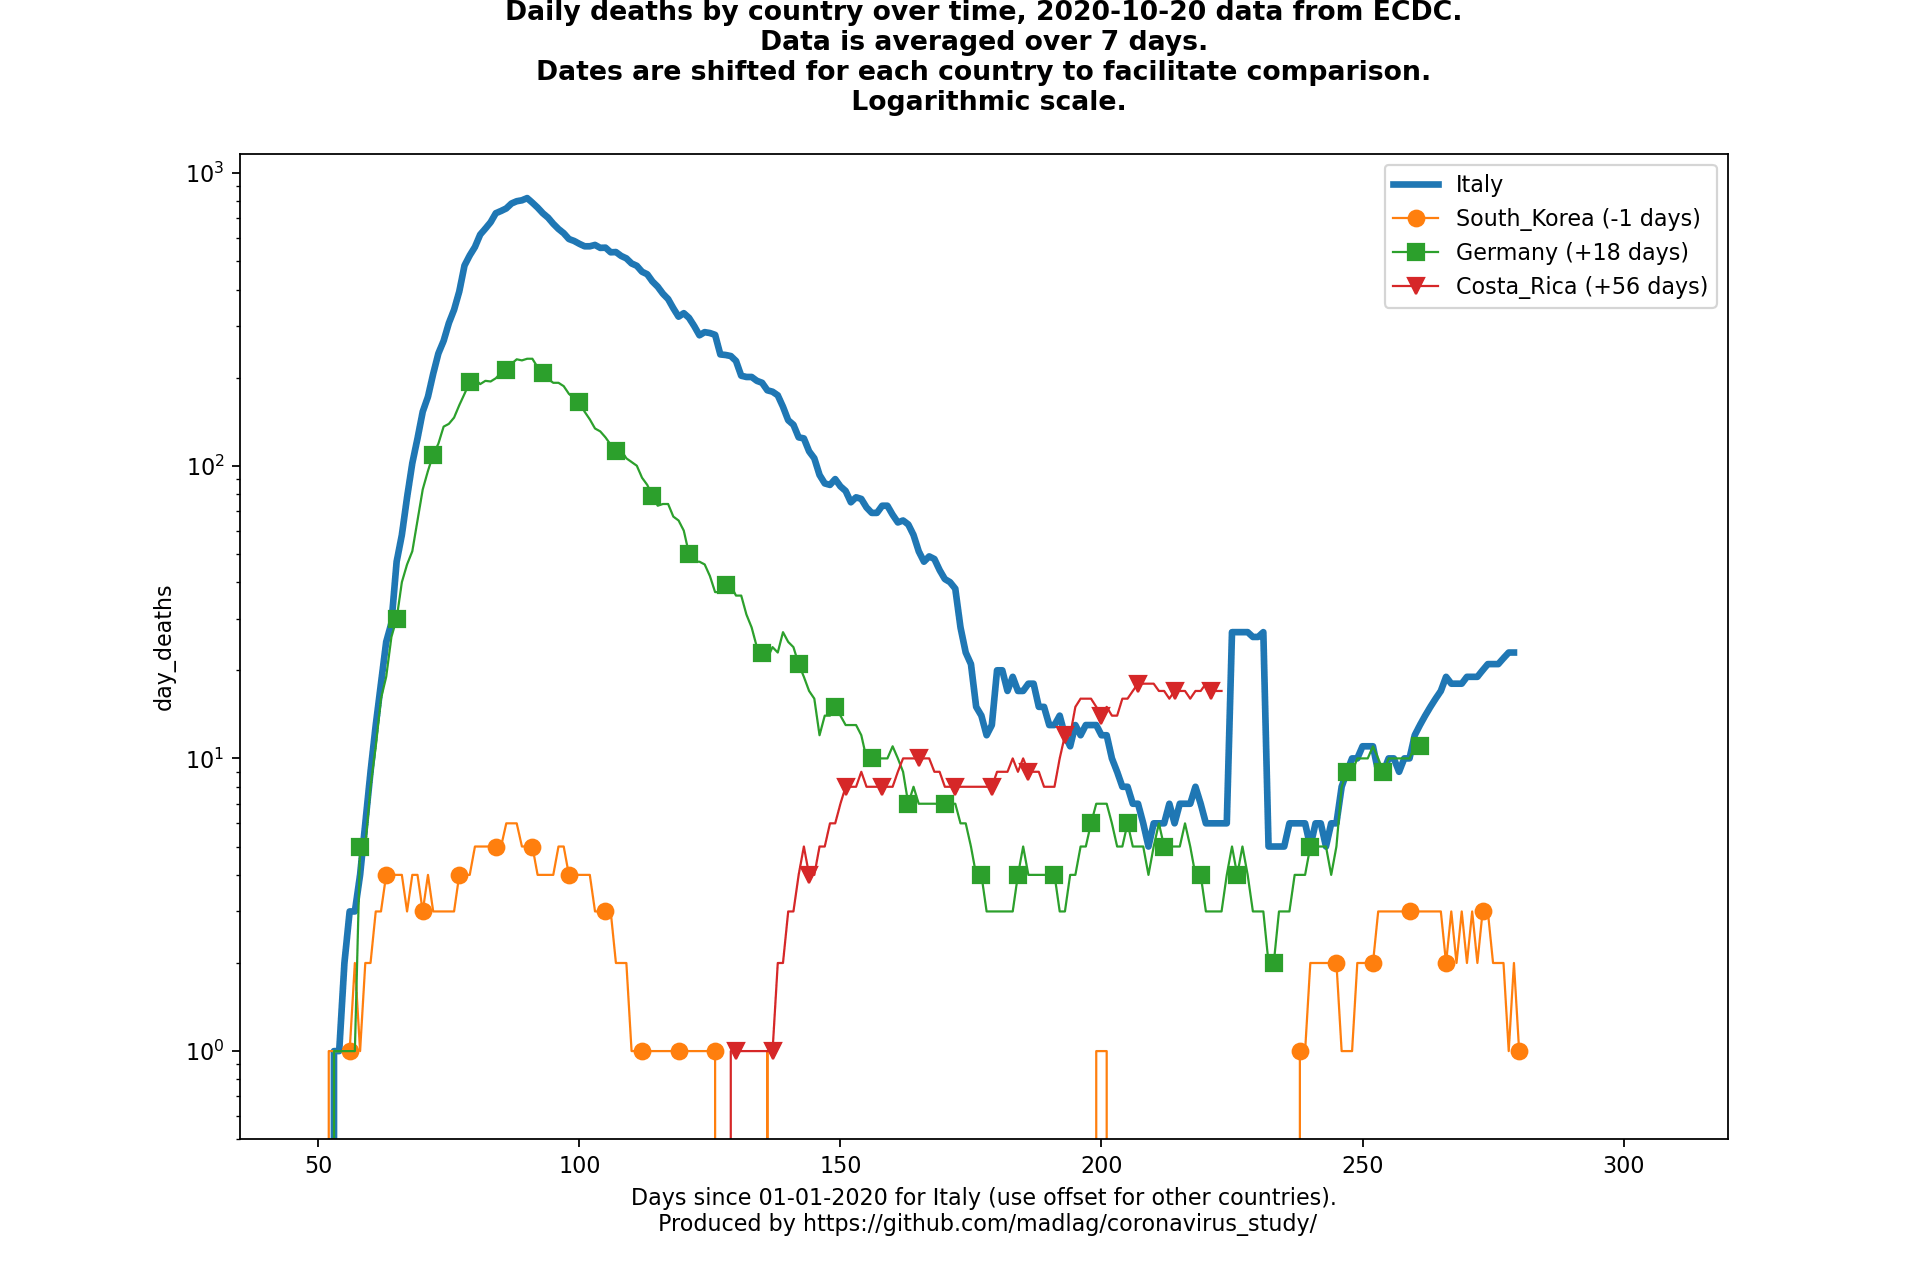 Daily deaths by country over time, 2020-10-20 data from ECDC.
Data is averaged over 7 days.
Dates are shifted for each country to facilitate comparison.
Logarithmic scale.
10³
Italy
South_Korea (-1 days)
Germany (+18 days)
Costa_Rica (+56 days)
10²
day_deaths
10¹
10⁰
50 100 150 200 250 300
Days since 01-01-2020 for Italy (use offset for other countries).
Produced by https://github.com/madlag/coronavirus_study/